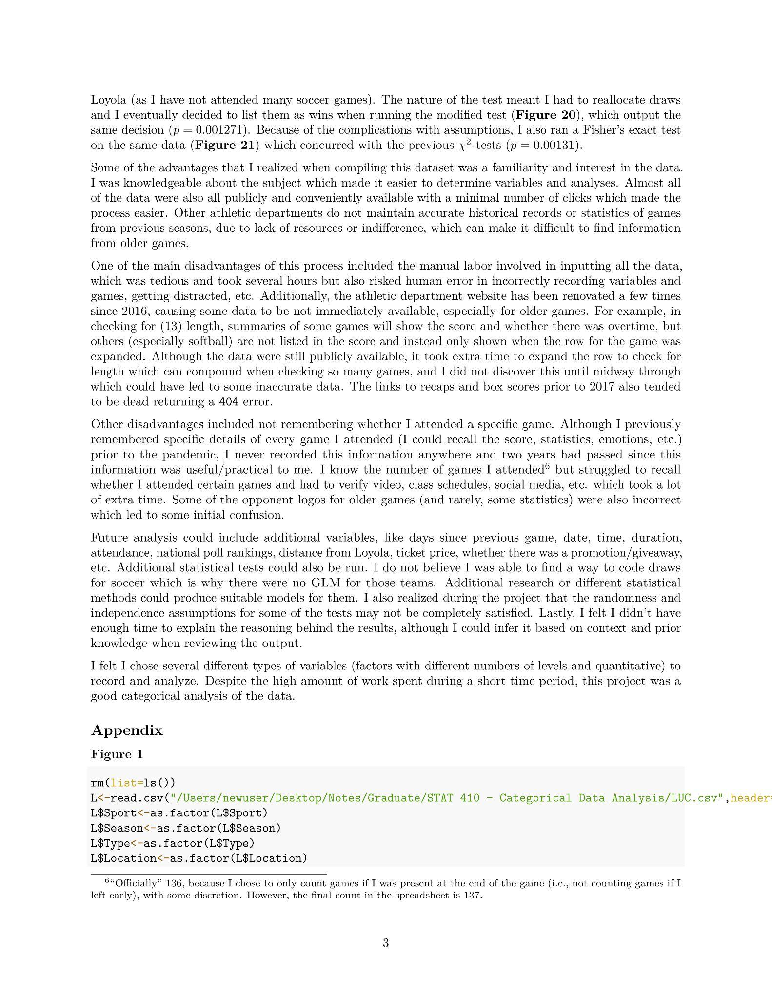 Loyola (as I have not attended many soccer games). The nature of the test meant I had to reallocate draws
and I eventually decided to list them as wins when running the modified test (Figure 20), which output the
same decision (p = 0.001271). Because of the complications with assumptions, I also ran a Fisher's exact test
on the same data (Figure 21) which concurred with the previous χ²-tests (p = 0.00131).
Some of the advantages that I realized when compiling this dataset was a familiarity and interest in the data.
I was knowledgeable about the subject which made it easier to determine variables and analyses. Almost all
of the data were also all publicly and conveniently available with a minimal number of clicks which made the
process easier. Other athletic departments do not maintain accurate historical records or statistics of games
from previous seasons, due to lack of resources or indifference, which can make it difficult to find information
from older games.
One of the main disadvantages of this process included the manual labor involved in inputting all the data,
which was tedious and took several hours but also risked human error in incorrectly recording variables and
games, getting distracted, etc. Additionally, the athletic department website has been renovated a few times
since 2016, causing some data to be not immediately available, especially for older games. For example, in
checking for (13) length, summaries of some games will show the score and whether there was overtime, but
others (especially softball) are not listed in the score and instead only shown when the row for the game was
expanded. Although the data were still publicly available, it took extra time to expand the row to check for
length which can compound when checking so many games, and I did not discover this until midway through
which could have led to some inaccurate data. The links to recaps and box scores prior to 2017 also tended
to be dead returning a 404 error.
Other disadvantages included not remembering whether I attended a specific game. Although I previously
remembered specific details of every game I attended (I could recall the score, statistics, emotions, etc.)
prior to the pandemic, I never recorded this information anywhere and two years had passed since this
information was useful/practical to me. I know the number of games I attended⁶ but struggled to recall
whether I attended certain games and had to verify video, class schedules, social media, etc. which took a lot
of extra time. Some of the opponent logos for older games (and rarely, some statistics) were also incorrect
which led to some initial confusion.
Future analysis could include additional variables, like days since previous game, date, time, duration,
attendance, national poll rankings, distance from Loyola, ticket price, whether there was a promotion/giveaway,
etc. Additional statistical tests could also be run. I do not believe I was able to find a way to code draws
for soccer which is why there were no GLM for those teams. Additional research or different statistical
methods could produce suitable models for them. I also realized during the project that the randomness and
independence assumptions for some of the tests may not be completely satisfied. Lastly, I felt I didn't have
enough time to explain the reasoning behind the results, although I could infer it based on context and prior
knowledge when reviewing the output.
I felt I chose several different types of variables (factors with different numbers of levels and quantitative) to
record and analyze. Despite the high amount of work spent during a short time period, this project was a
good categorical analysis of the data.
Appendix
Figure 1
rm(list=ls())
L<-read.csv("/Users/newuser/Desktop/Notes/Graduate/STAT 410 - Categorical Data Analysis/LUC.csv",header=
L$Sport<-as.factor(L$Sport)
L$Season<-as.factor(L$Season)
L$Type<-as.factor(L$Type)
L$Location<-as.factor(L$Location)
⁶“Officially” 136, because I chose to only count games if I was present at the end of the game (i.e., not counting games if I
left early), with some discretion. However, the final count in the spreadsheet is 137.
3